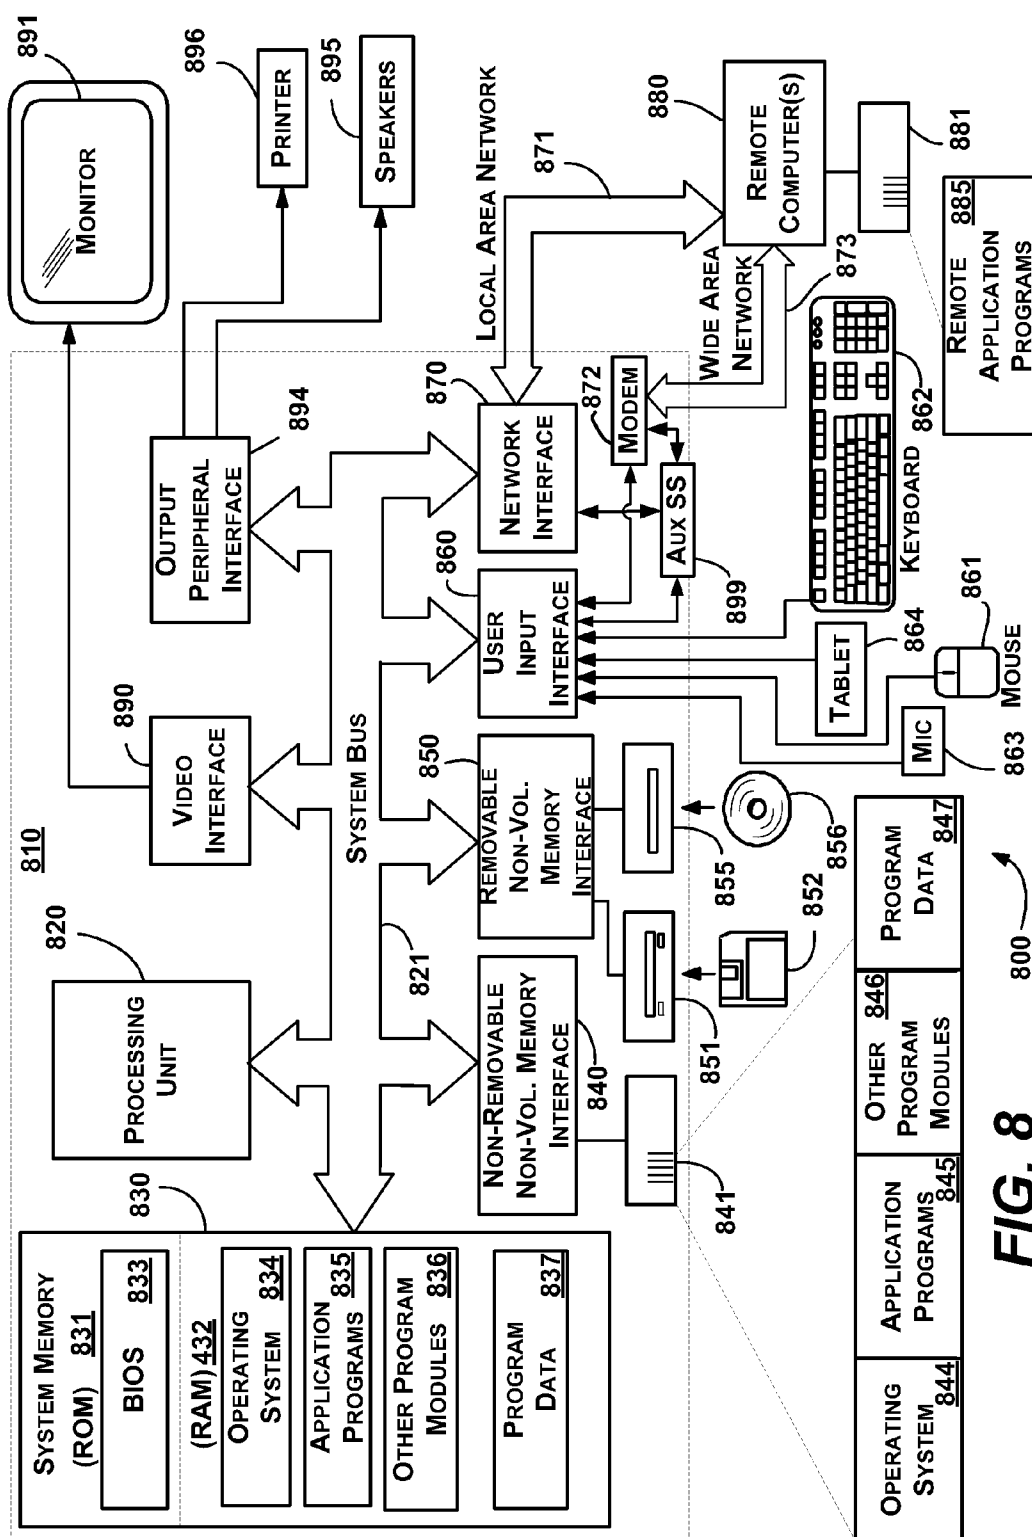 810
SYSTEM MEMORY
(ROM) 831
BIOS 833
(RAM) 432
OPERATING
SYSTEM 834
APPLICATION
PROGRAMS 835
OTHER PROGRAM
MODULES 836
PROGRAM
DATA 837
830
PROCESSING
UNIT
820
VIDEO
INTERFACE
890
OUTPUT
PERIPHERAL
INTERFACE
894
MONITOR
891
PRINTER
896
SPEAKERS
895
SYSTEM BUS
821
NON-REMOVABLE
NON-VOL. MEMORY
INTERFACE
840
REMOVABLE
NON-VOL.
MEMORY
INTERFACE
850
USER
INPUT
INTERFACE
860
NETWORK
INTERFACE
870
LOCAL AREA NETWORK
871
MODEM
872
AUX SS
899
WIDE AREA
NETWORK
873
REMOTE
COMPUTER(S)
880
881
REMOTE 885
APPLICATION
PROGRAMS
841
851
852
855
856
MIC
863
TABLET
864
MOUSE
861
KEYBOARD
862
OPERATING
SYSTEM 844
APPLICATION
PROGRAMS 845
OTHER 846
PROGRAM
MODULES
PROGRAM
DATA 847
800
FIG. 8